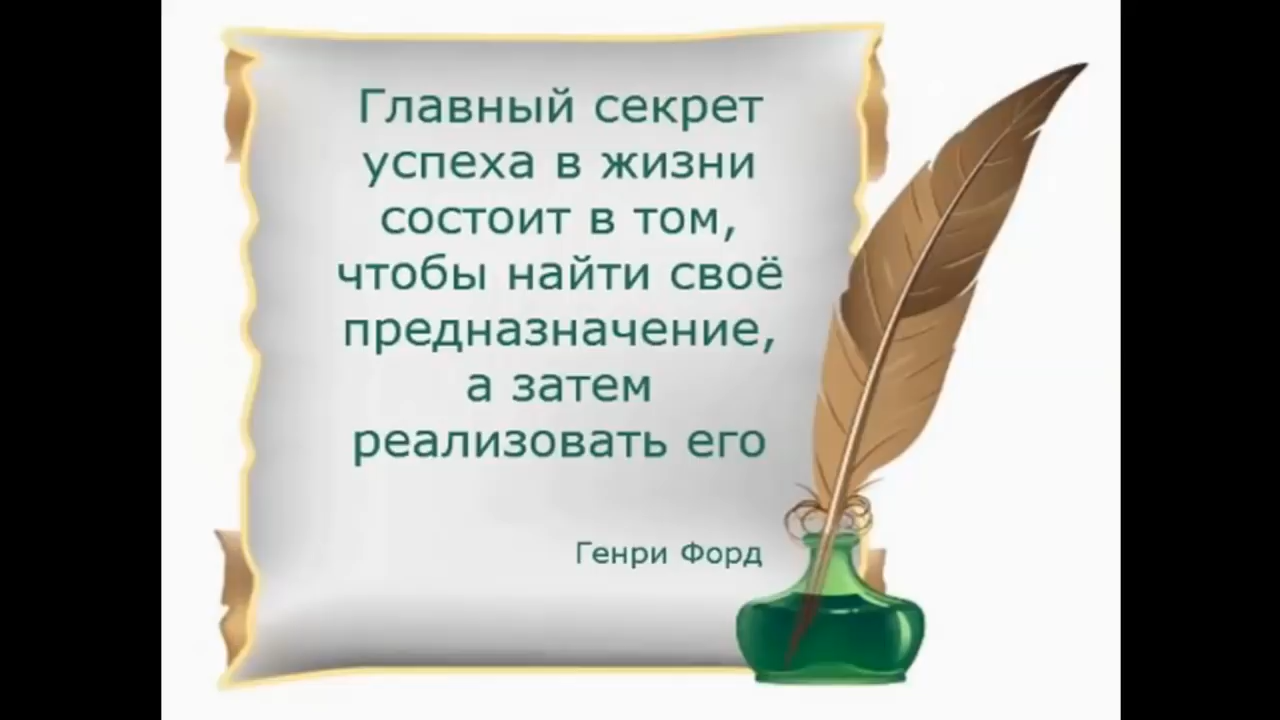 Главный секрет
успеха в жизни
состоит в том,
чтобы найти своё
предназначение,
а затем
реализовать его
Генри Форд